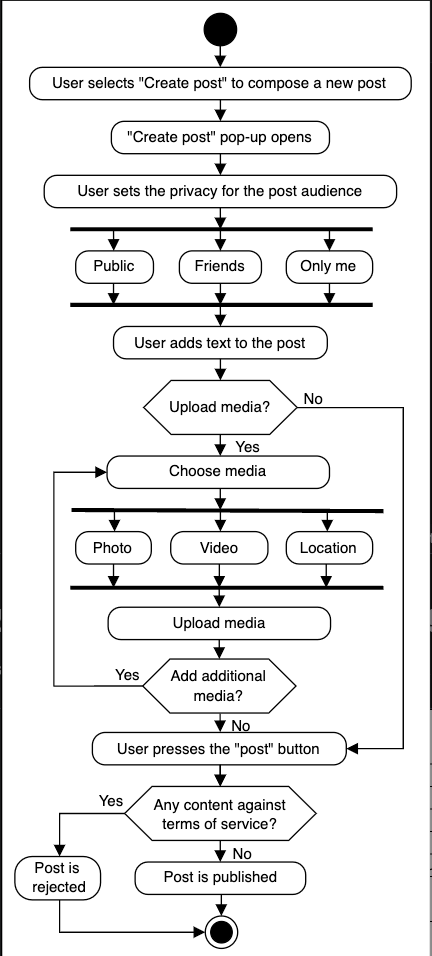 User selects "Create post" to compose a new post
"Create post" pop-up opens
User sets the privacy for the post audience
Public
Friends
Only me
User adds text to the post
Upload media?
No
Yes
Choose media
Photo
Video
Location
Upload media
Add additional
media?
Yes
No
User presses the "post" button
Any content against
terms of service?
Yes
No
Post is
rejected
Post is published